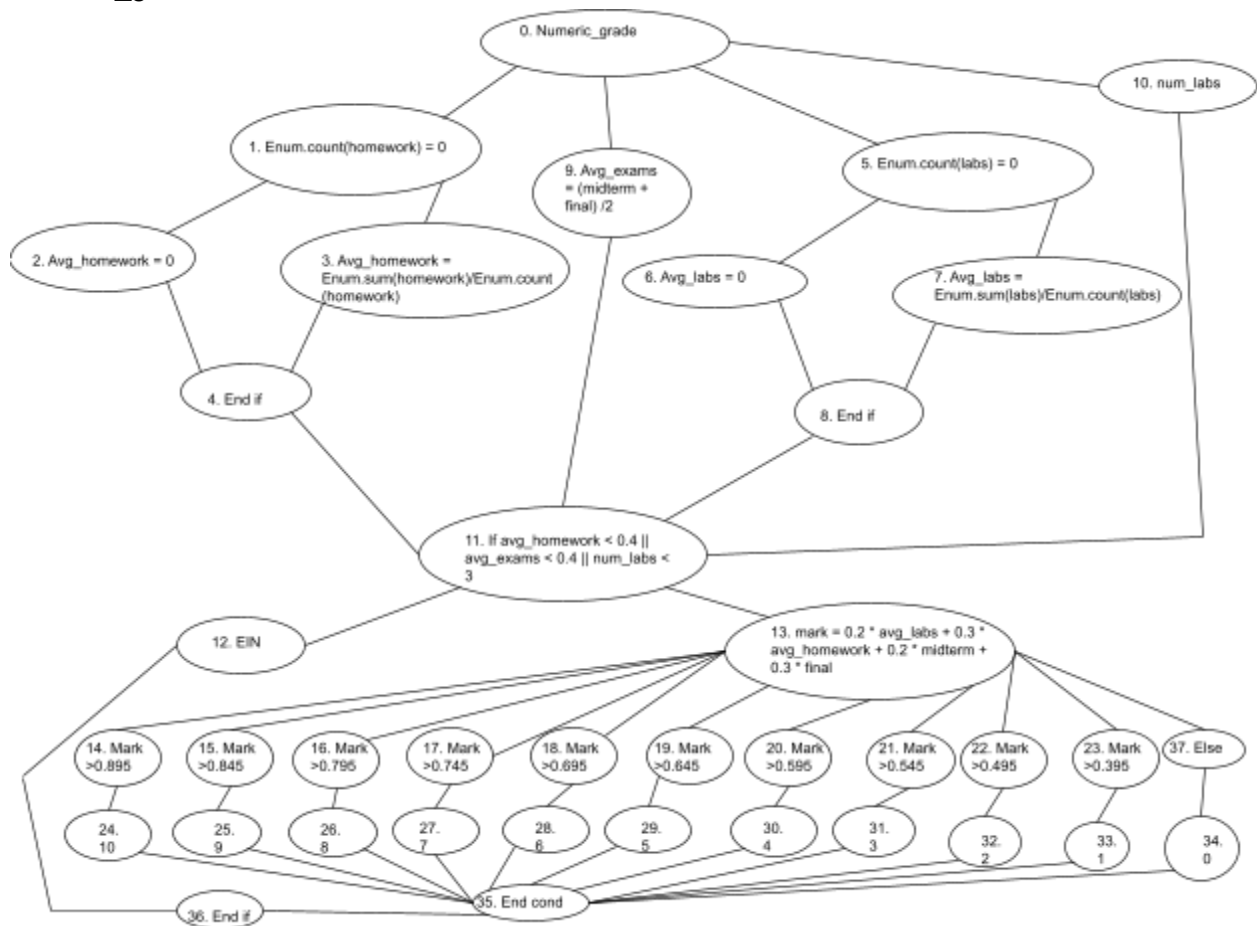 0. Numeric_grade
10. num_labs
1. Enum.count(homework) = 0
9. Avg_exams
= (midterm +
final) /2
5. Enum.count(labs) = 0
2. Avg_homework = 0
3. Avg_homework =
Enum.sum(homework)/Enum.count
(homework)
6. Avg_labs = 0
7. Avg_labs =
Enum.sum(labs)/Enum.count(labs)
4. End if
8. End if
11. If avg_homework < 0.4 ||
avg_exams < 0.4 || num_labs <
3
12. EIN
13. mark = 0.2 * avg_labs + 0.3 *
avg_homework + 0.2 * midterm +
0.3 * final
14. Mark
>0.895
15. Mark
>0.845
16. Mark
>0.795
17. Mark
>0.745
18. Mark
>0.695
19. Mark
>0.645
20. Mark
>0.595
21. Mark
>0.545
22. Mark
>0.495
23. Mark
>0.395
37. Else
24.
10
25.
9
26.
8
27.
7
28.
6
29.
5
30.
4
31.
3
32.
2
33.
1
34.
0
35. End cond
36. End if